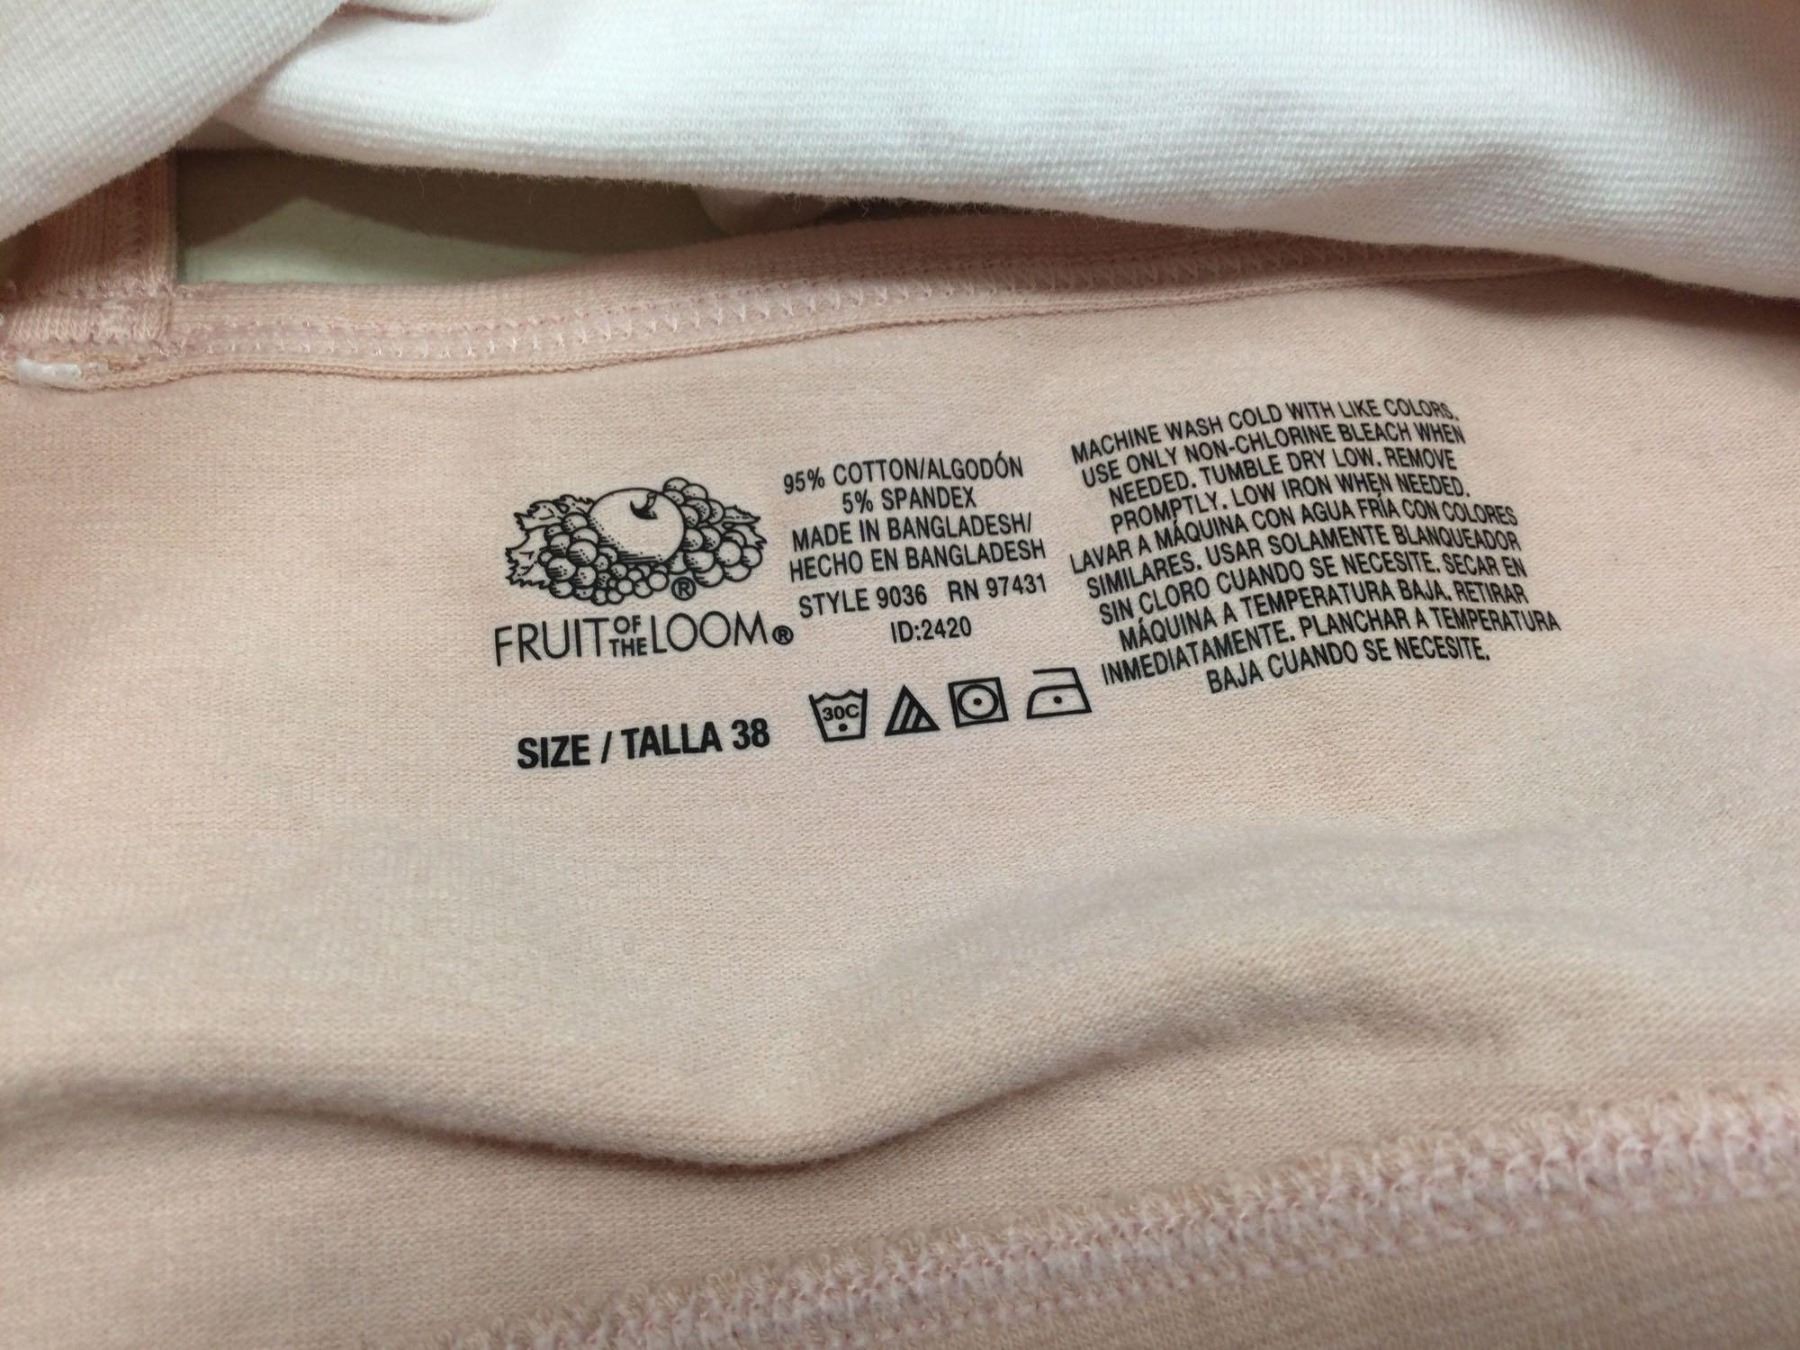 FRUIT OF THE LOOM®
SIZE / TALLA 38
95% COTTON/ALGODÓN
5% SPANDEX
MADE IN BANGLADESH/
HECHO EN BANGLADESH
STYLE 9036 RN 97431
ID:2420
30C
MACHINE WASH COLD WITH LIKE COLORS.
USE ONLY NON-CHLORINE BLEACH WHEN
NEEDED. TUMBLE DRY LOW. REMOVE
PROMPTLY. LOW IRON WHEN NEEDED.
LAVAR A MÁQUINA CON AGUA FRÍA CON COLORES
SIMILARES. USAR SOLAMENTE BLANQUEADOR
SIN CLORO CUANDO SE NECESITE. SECAR EN
MÁQUINA A TEMPERATURA BAJA. RETIRAR
INMEDIATAMENTE. PLANCHAR A TEMPERATURA
BAJA CUANDO SE NECESITE.